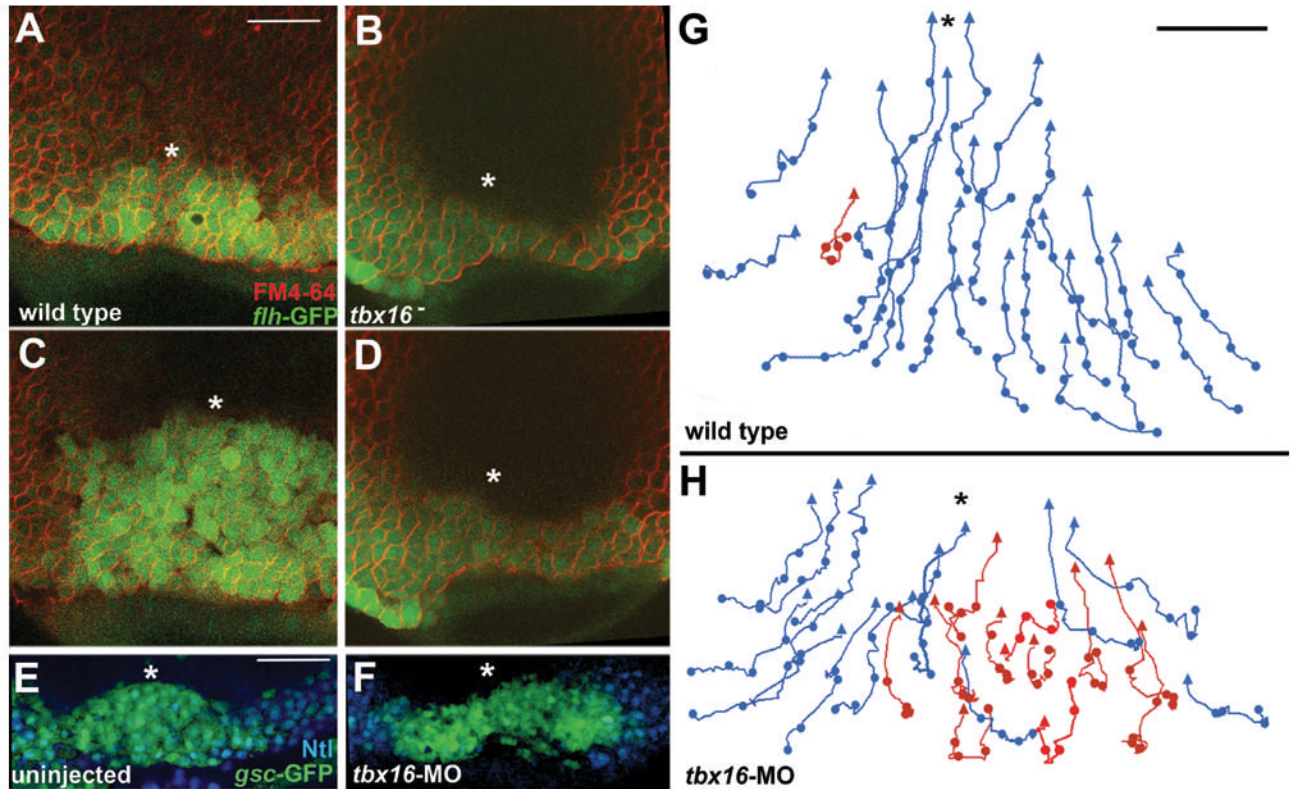 A
*
FM4-64
flh-GFP
wild type
B
*
tbx16-
C
*
D
*
E
*
Ntl
gsc-GFP
uninjected
F
*
tbx16-MO
G
*
wild type
H
*
tbx16-MO